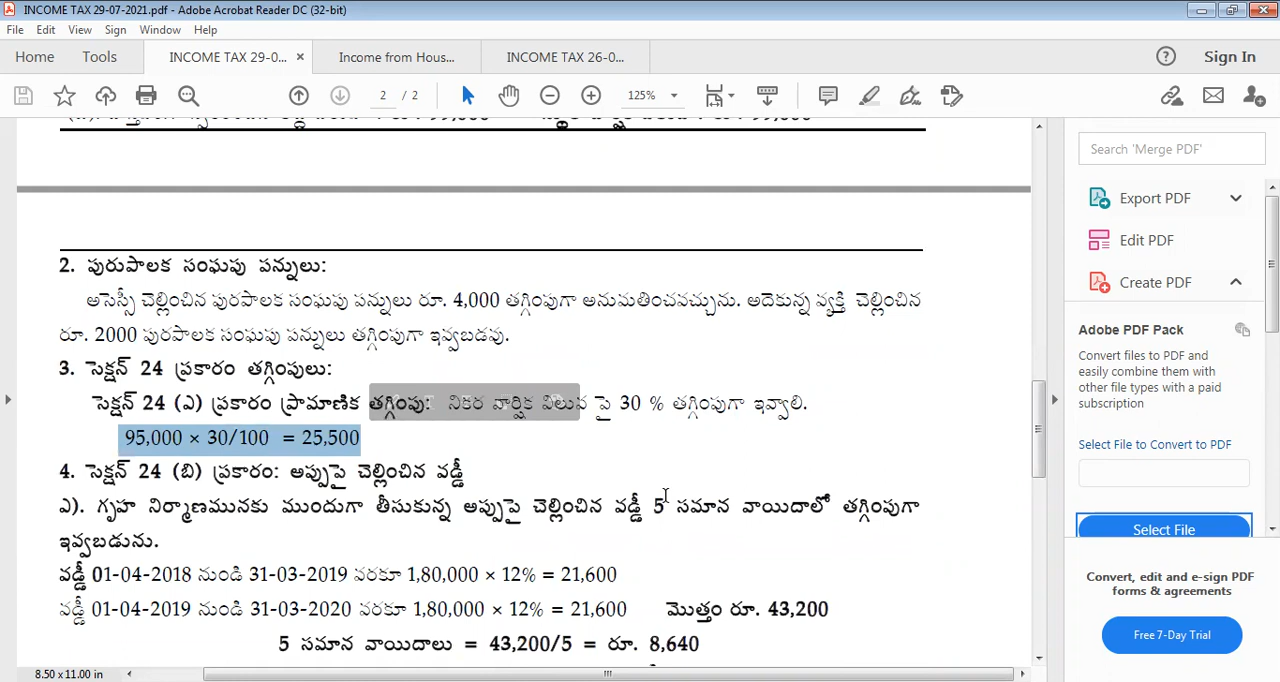 INCOME TAX 29-07-2021.pdf - Adobe Acrobat Reader DC (32-bit)
File Edit View Sign Window Help
Home Tools INCOME TAX 29-0... × Income from Hous... INCOME TAX 26-0... Sign In
2 / 2 125%
Search 'Merge PDF'
Export PDF
Edit PDF
Create PDF
Adobe PDF Pack
Convert files to PDF and
easily combine them with
other file types with a paid
subscription
Select File to Convert to PDF
Select File
Convert, edit and e-sign PDF
forms & agreements
Free 7-Day Trial
2. పురుపాలక సంఘపు పన్నులు:
అసెస్సీ చెల్లించిన పురపాలక సంఘపు పన్నులు రూ. 4,000 తగ్గింపుగా అనుమతించవచ్చును. అదెకున్న వ్యక్తి చెల్లించిన
రూ. 2000 పురపాలక సంఘపు పన్నులు తగ్గింపుగా ఇవ్వబడవు.
3. సెక్షన్ 24 ప్రకారం తగ్గింపులు:
సెక్షన్ 24 (ఎ) ప్రకారం ప్రామాణిక తగ్గింపు: నికర వార్షిక విలువ పై 30 % తగ్గింపుగా ఇవ్వాలి.
95,000 × 30/100 = 25,500
4. సెక్షన్ 24 (బి) ప్రకారం: అప్పుపై చెల్లించిన వడ్డీ
ఎ). గృహ నిర్మాణమునకు ముందుగా తీసుకున్న అప్పుపై చెల్లించిన వడ్డీ 5 సమాన వాయిదాలో తగ్గింపుగా
ఇవ్వబడును.
వడ్డీ 01-04-2018 నుండి 31-03-2019 వరకూ 1,80,000 × 12% = 21,600
వడ్డీ 01-04-2019 నుండి 31-03-2020 వరకూ 1,80,000 × 12% = 21,600 మొత్తం రూ. 43,200
5 సమాన వాయిదాలు = 43,200/5 = రూ. 8,640
8.50 x 11.00 in